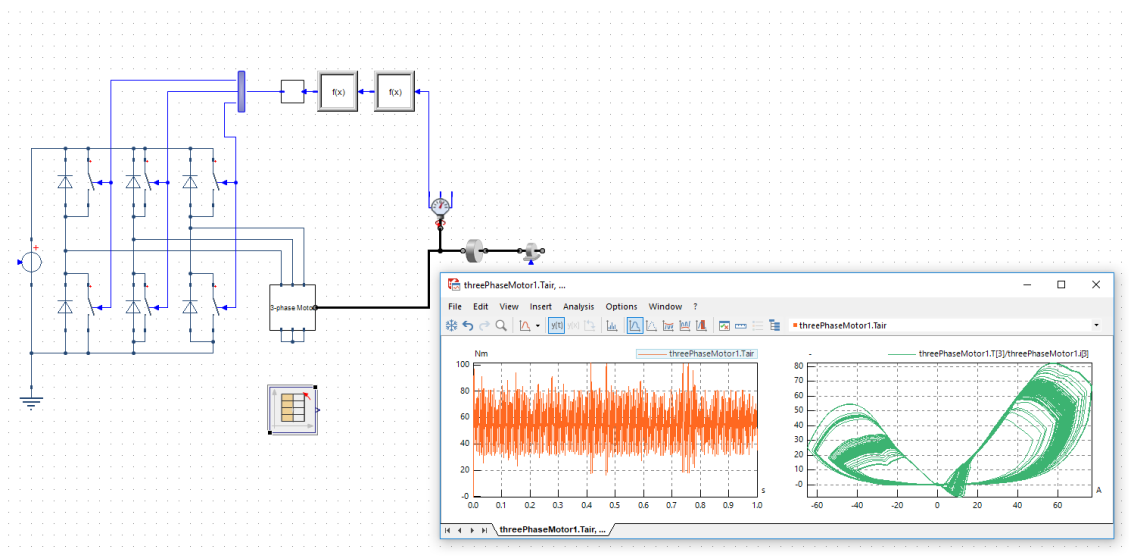 f(x)
f(x)
+
3-phase Motor
threePhaseMotor1.Tair, ...
File Edit View Insert Analysis Options Window ?
y(t) y(x)
threePhaseMotor1.Tair
Nm
threePhaseMotor1.Tair
100
80
60
40
20
-0
0.0 0.1 0.2 0.3 0.4 0.5 0.6 0.7 0.8 0.9 1.0
s
-
threePhaseMotor1.T[3]/threePhaseMotor1.i[3]
80
70
60
50
40
30
20
10
-0
-60 -40 -20 0 20 40 60
A
threePhaseMotor1.Tair, ...